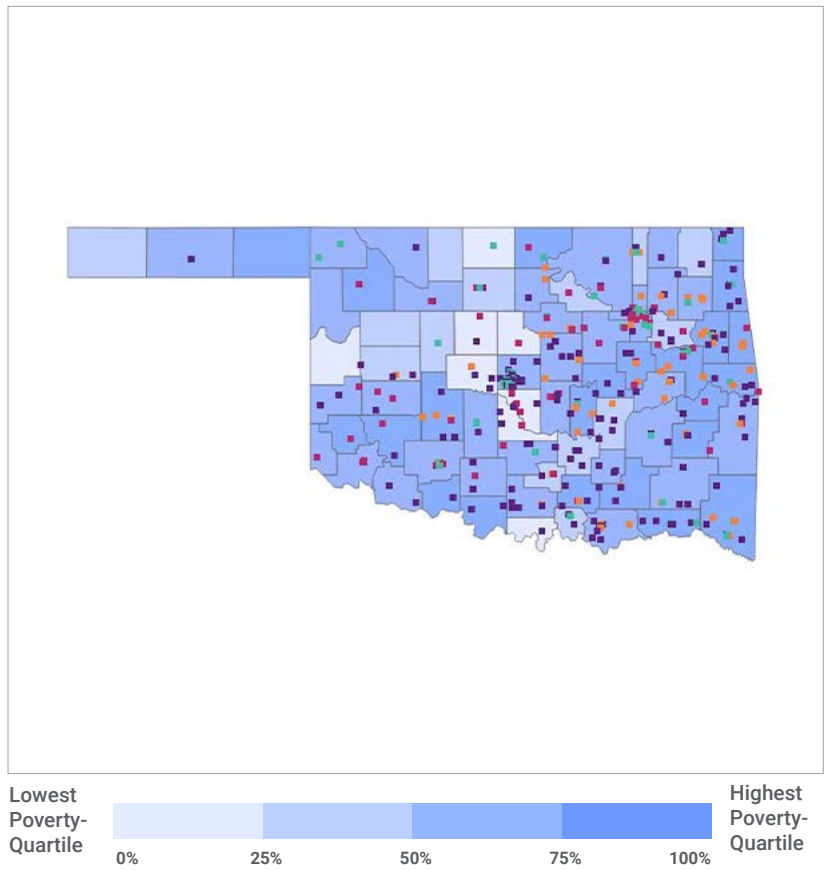 Lowest
Poverty-
Quartile
0%
25%
50%
75%
100%
Highest
Poverty-
Quartile